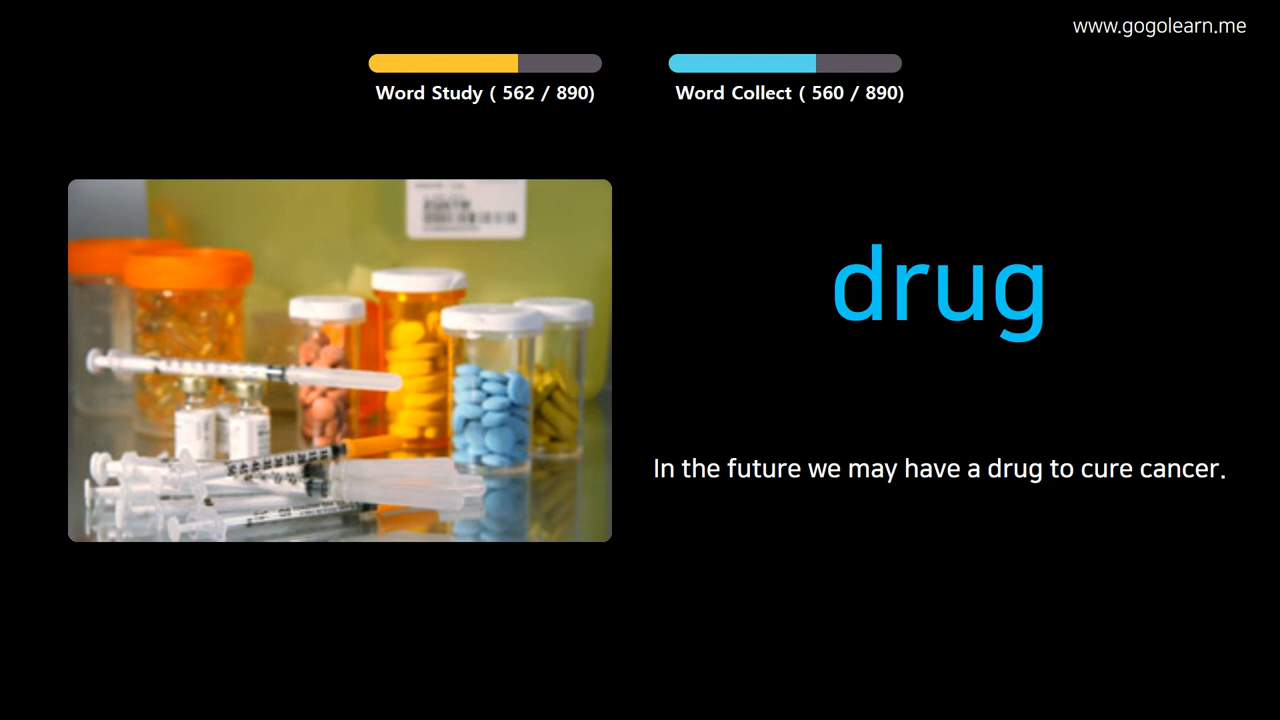 www.gogolearn.me
Word Study ( 562 / 890)
Word Collect ( 560 / 890)
drug
In the future we may have a drug to cure cancer.